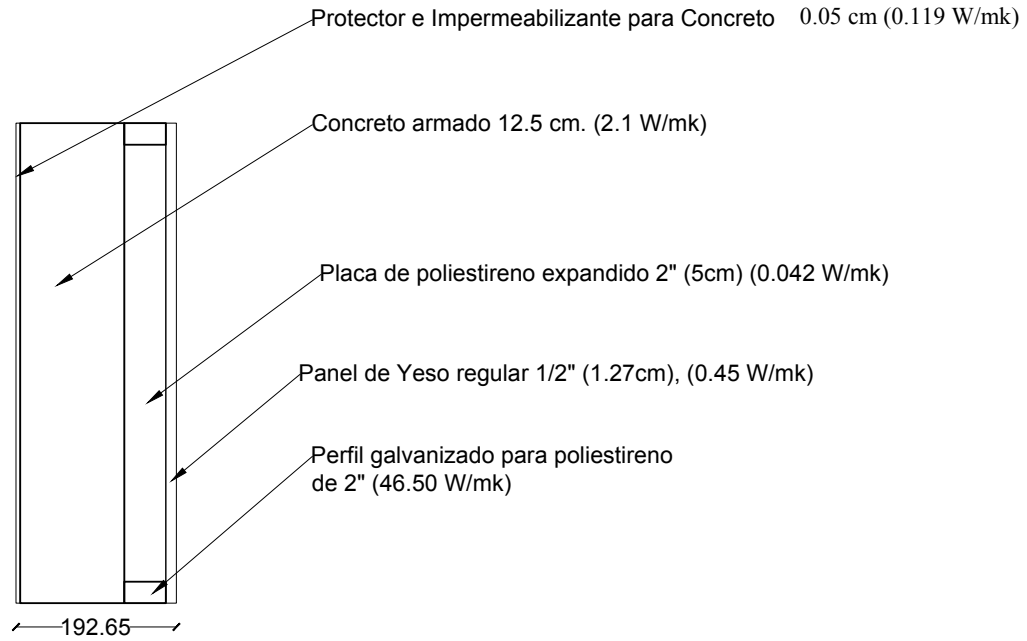 Protector e Impermeabilizante para Concreto 0.05 cm (0.119 W/mk)
Concreto armado 12.5 cm. (2.1 W/mk)
Placa de poliestireno expandido 2" (5cm) (0.042 W/mk)
Panel de Yeso regular 1/2" (1.27cm), (0.45 W/mk)
Perfil galvanizado para poliestireno
de 2" (46.50 W/mk)
192.65